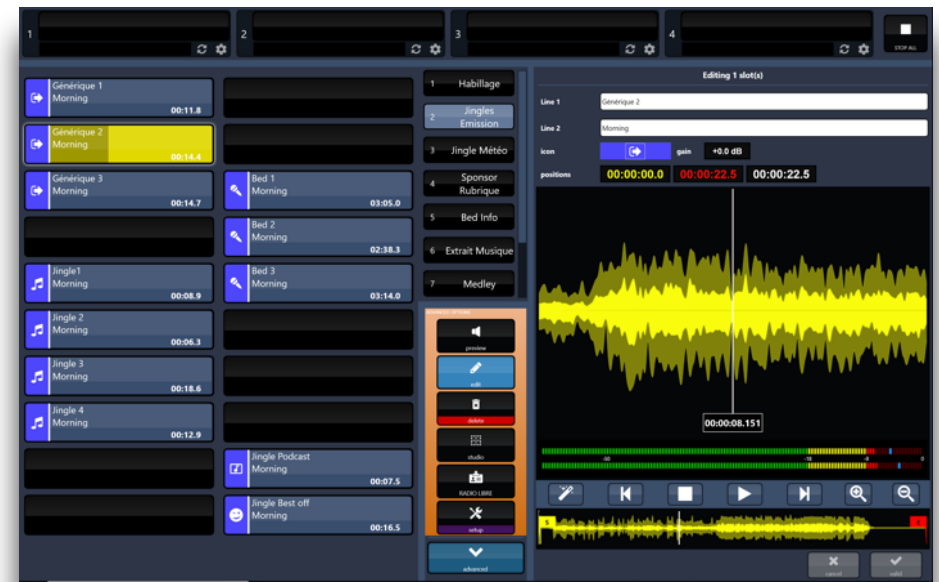 1
2
3
4
STOP ALL
Générique 1
Morning
00:11.8
Générique 2
Morning
00:14.4
Générique 3
Morning
00:14.7
Jingle1
Morning
00:08.9
Jingle 2
Morning
00:06.3
Jingle 3
Morning
00:18.6
Jingle 4
Morning
00:12.9
Bed 1
Morning
03:05.0
Bed 2
Morning
02:38.3
Bed 3
Morning
03:14.0
Jingle Podcast
Morning
00:07.5
Jingle Best off
Morning
00:16.5
1 Habillage
2 Jingles
Emission
3 Jingle Météo
4 Sponsor
Rubrique
5 Bed Info
6 Extrait Musique
7 Medley
ADVANCED OPTIONS
preview
edit
delete
studio
RADIO LIBRE
setup
advanced
Editing 1 slot(s)
Line 1 Générique 2
Line 2 Morning
icon gain +0.0 dB
positions 00:00:00.0 00:00:22.5 00:00:22.5
00:00:08.151
S E
cancel valid